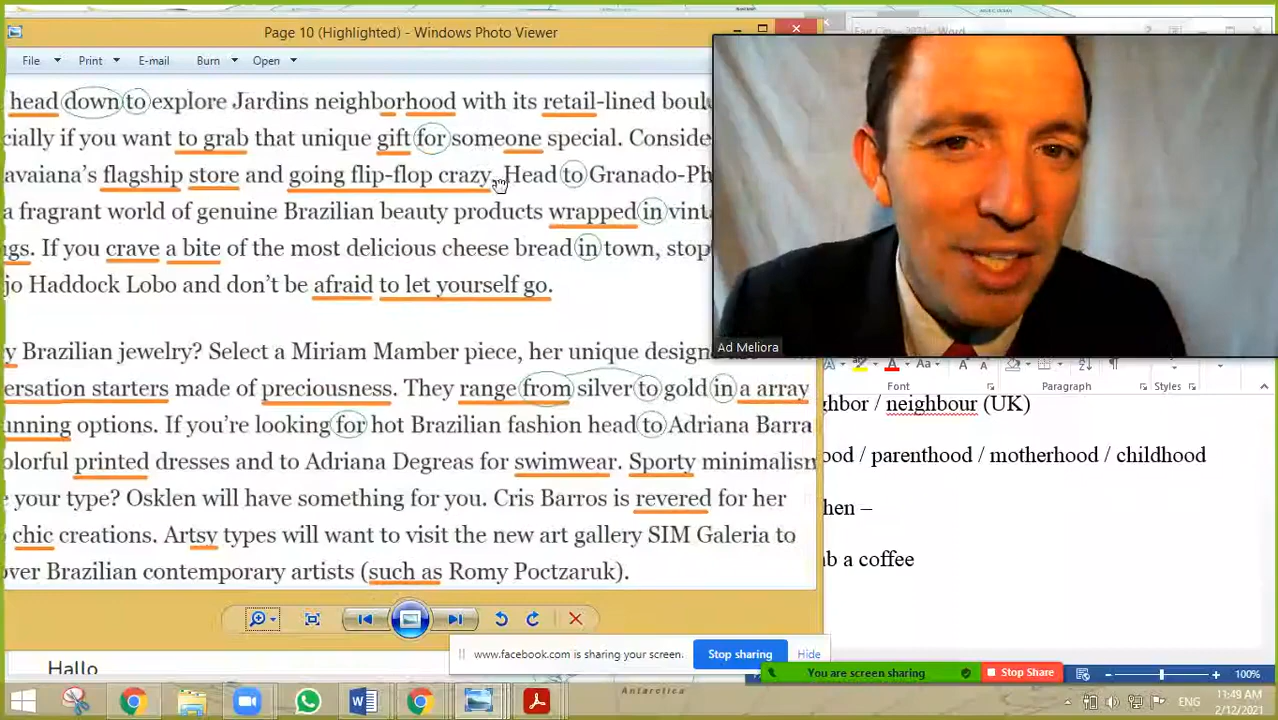 Page 10 (Highlighted) - Windows Photo Viewer
File Print E-mail Burn Open
head down to explore Jardins neighborhood with its retail-lined boul
cially if you want to grab that unique gift for someone special. Conside
avaiana's flagship store and going flip-flop crazy. Head to Granado-Ph
a fragrant world of genuine Brazilian beauty products wrapped in vint
gs. If you crave a bite of the most delicious cheese bread in town, stop
jo Haddock Lobo and don't be afraid to let yourself go.
y Brazilian jewelry? Select a Miriam Mamber piece, her unique design
ersation starters made of preciousness. They range from silver to gold in a array
unning options. If you're looking for hot Brazilian fashion head to Adriana Barra
olorful printed dresses and to Adriana Degreas for swimwear. Sporty minimalism
e your type? Osklen will have something for you. Cris Barros is revered for her
chic creations. Artsy types will want to visit the new art gallery SIM Galeria to
over Brazilian contemporary artists (such as Romy Poctzaruk).
Ad Meliora
Font Paragraph Styles
ghbor / neighbour (UK)
ood / parenthood / motherhood / childhood
hen –
ab a coffee
www.facebook.com is sharing your screen. Stop sharing Hide
Hallo
You are screen sharing Stop Share
100%
Antarctica
ENG
11:49 AM
2/12/2021